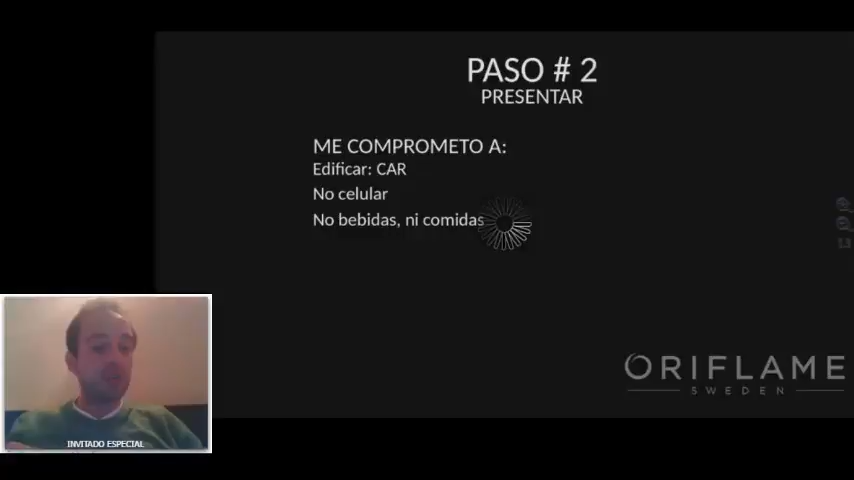 PASO # 2
PRESENTAR
ME COMPROMETO A:
Edificar: CAR
No celular
No bebidas, ni comidas
ORIFLAME
SWEDEN
INVITADO ESPECIAL